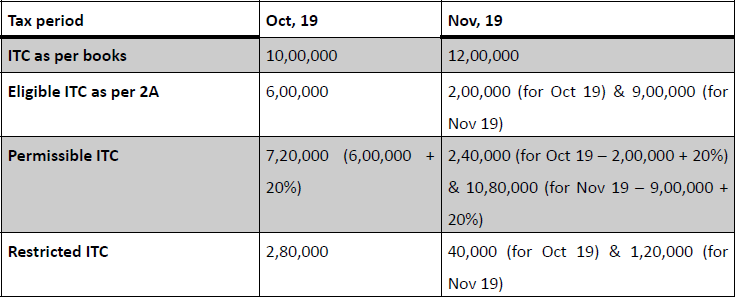 Tax period Oct, 19 Nov, 19
ITC as per books 10,00,000 12,00,000
Eligible ITC as per 2A 6,00,000 2,00,000 (for Oct 19) & 9,00,000 (for
Nov 19)
Permissible ITC 7,20,000 (6,00,000 + 2,40,000 (for Oct 19 – 2,00,000 + 20%)
20%) & 10,80,000 (for Nov 19 – 9,00,000 +
20%)
Restricted ITC 2,80,000 40,000 (for Oct 19) & 1,20,000 (for
Nov 19)